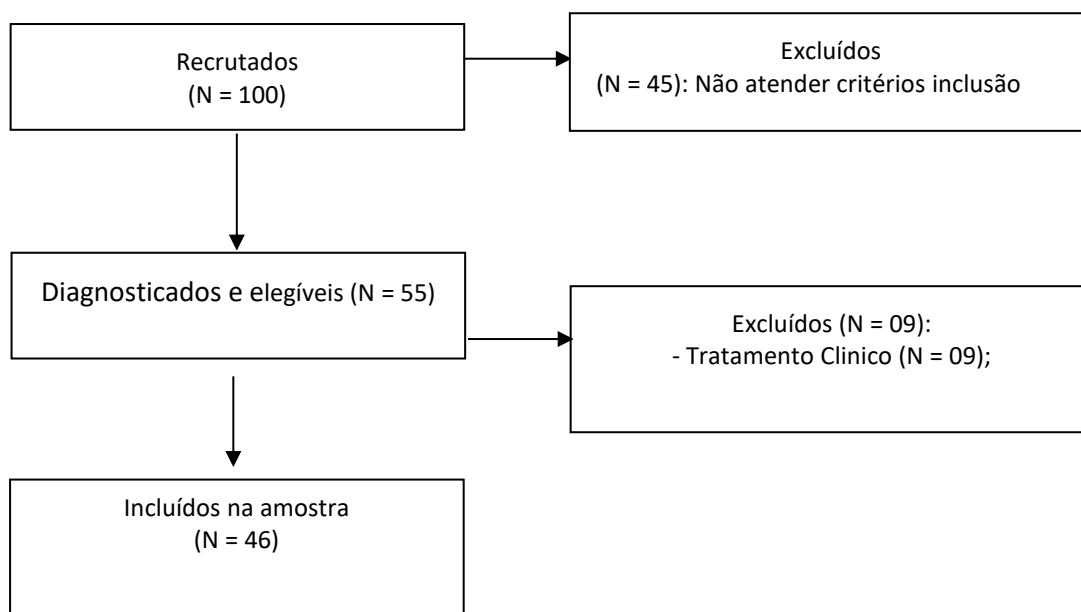 Recrutados
(N = 100)
Excluídos
(N = 45): Não atender critérios inclusão
Diagnosticados e elegíveis (N = 55)
Excluídos (N = 09):
- Tratamento Clinico (N = 09);
Incluídos na amostra
(N = 46)